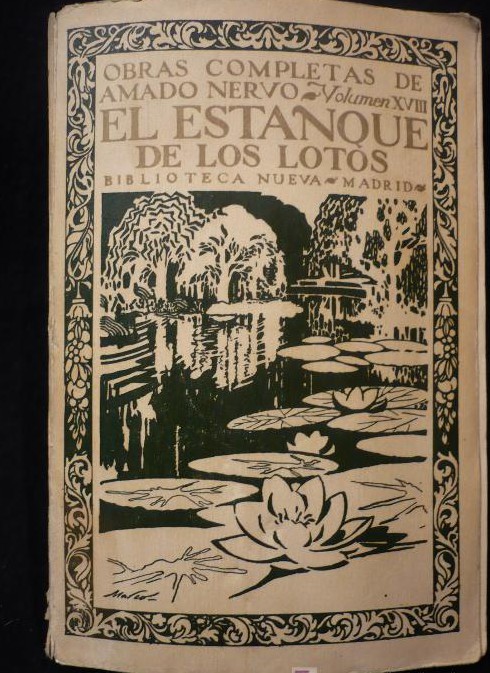 OBRAS COMPLETAS DE
AMADO NERVO ~ Volumen XVIII
EL ESTANQUE
DE LOS LOTOS
BIBLIOTECA NUEVA ~ MADRID ~